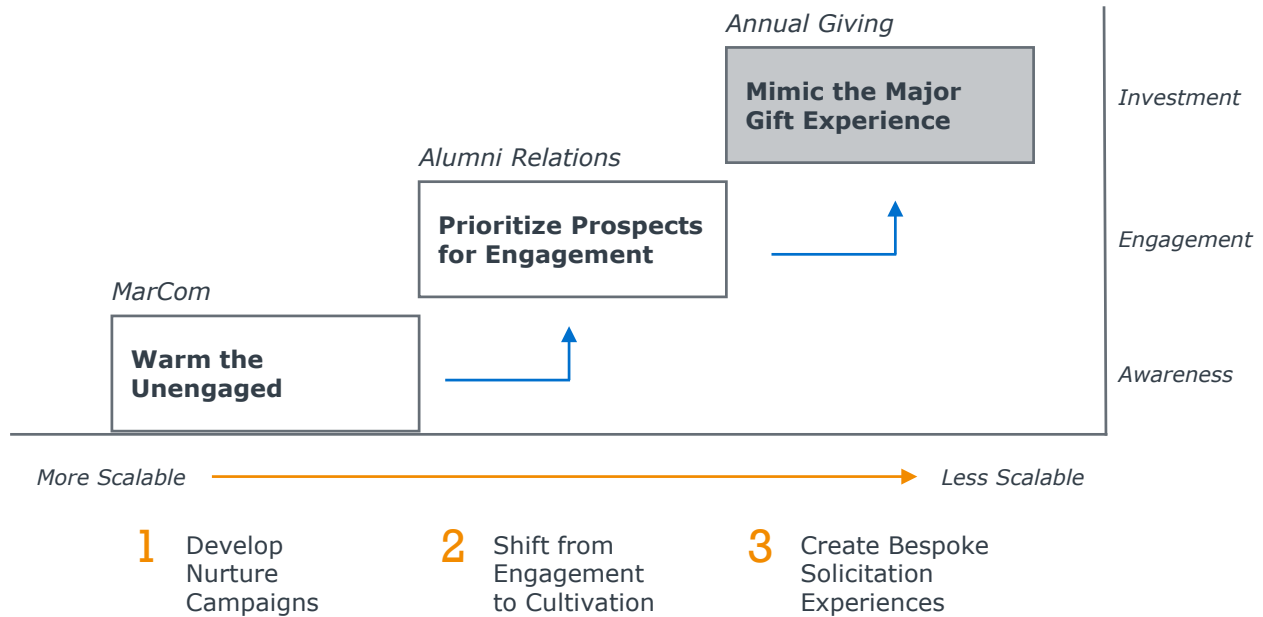 Annual Giving
Mimic the Major
Gift Experience
Investment
Alumni Relations
Prioritize Prospects
for Engagement
Engagement
MarCom
Warm the
Unengaged
Awareness
More Scalable
Less Scalable
1 Develop
Nurture
Campaigns
2 Shift from
Engagement
to Cultivation
3 Create Bespoke
Solicitation
Experiences